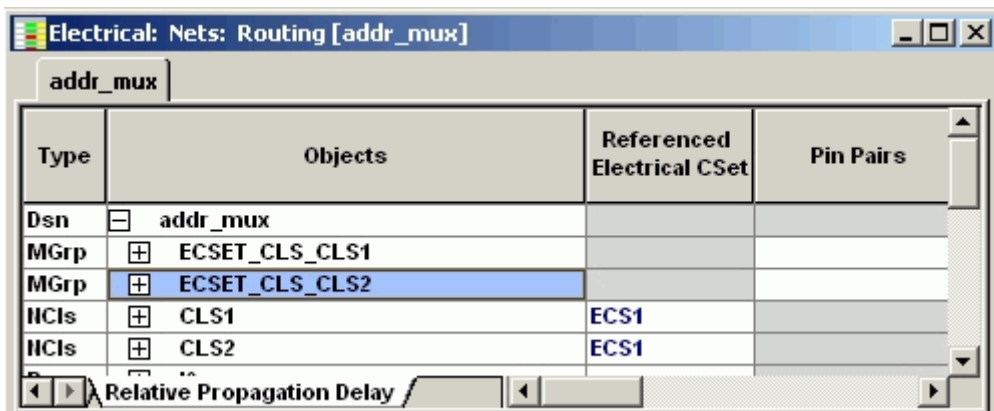 Electrical: Nets: Routing [addr_mux]
addr_mux
Type Objects Referenced Electrical CSet Pin Pairs
Dsn addr_mux
MGrp ECSET_CLS_CLS1
MGrp ECSET_CLS_CLS2
NCls CLS1 ECS1
NCls CLS2 ECS1
Relative Propagation Delay